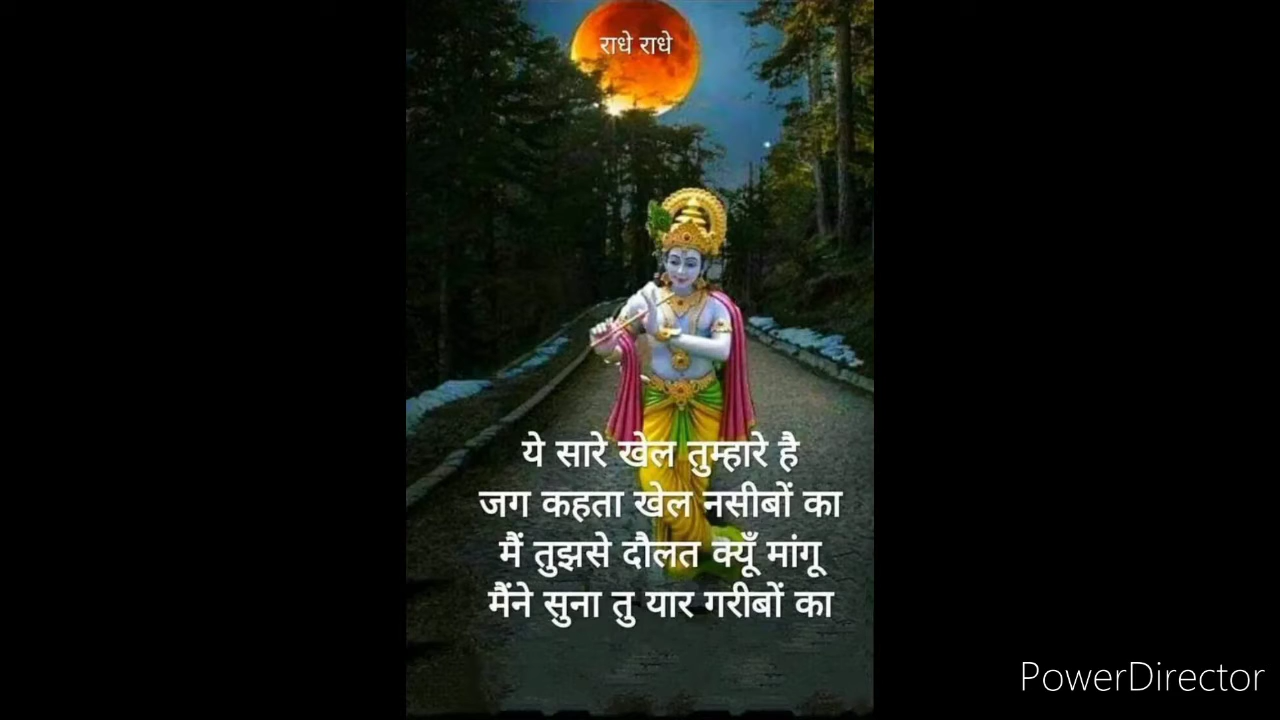 राधे राधे
ये सारे खेल तुम्हारे है
जग कहता खेल नसीबों का
मैं तुझसे दौलत क्यूँ मांगू
मैंने सुना तु यार गरीबों का
PowerDirector